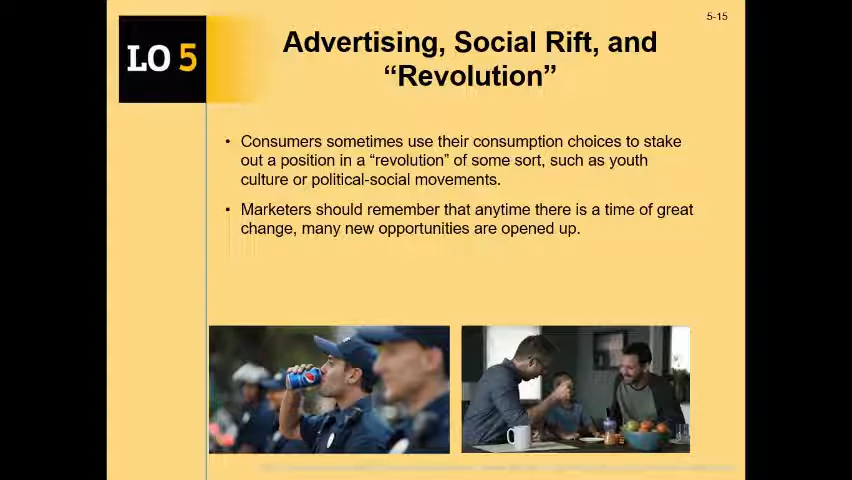 5-15
LO 5
Advertising, Social Rift, and
“Revolution”
• Consumers sometimes use their consumption choices to stake
out a position in a “revolution” of some sort, such as youth
culture or political-social movements.
• Marketers should remember that anytime there is a time of great
change, many new opportunities are opened up.